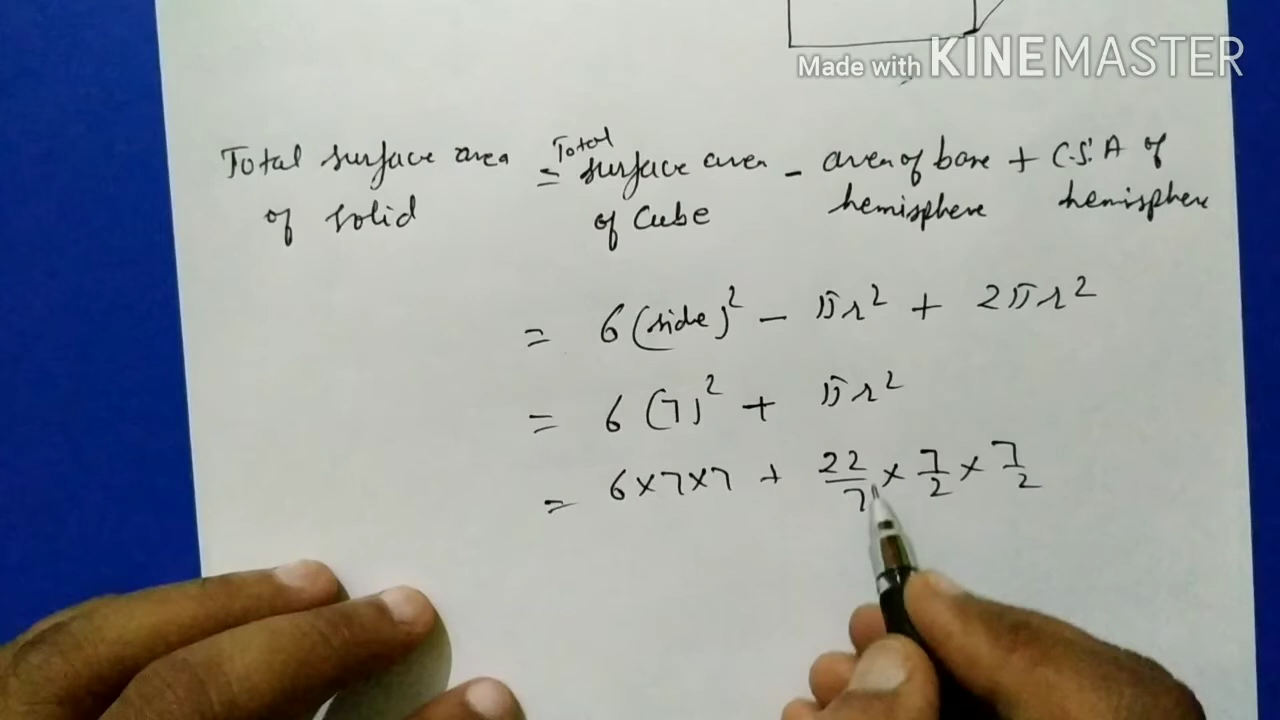 Made with KINEMASTER
Total surface area = Total surface area - area of base + C.S.A of
of solid of Cube hemisphere hemisphere
= 6(side)² - πr² + 2πr²
= 6(7)² + πr²
= 6×7×7 + 22/7 × 7/2 × 7/2